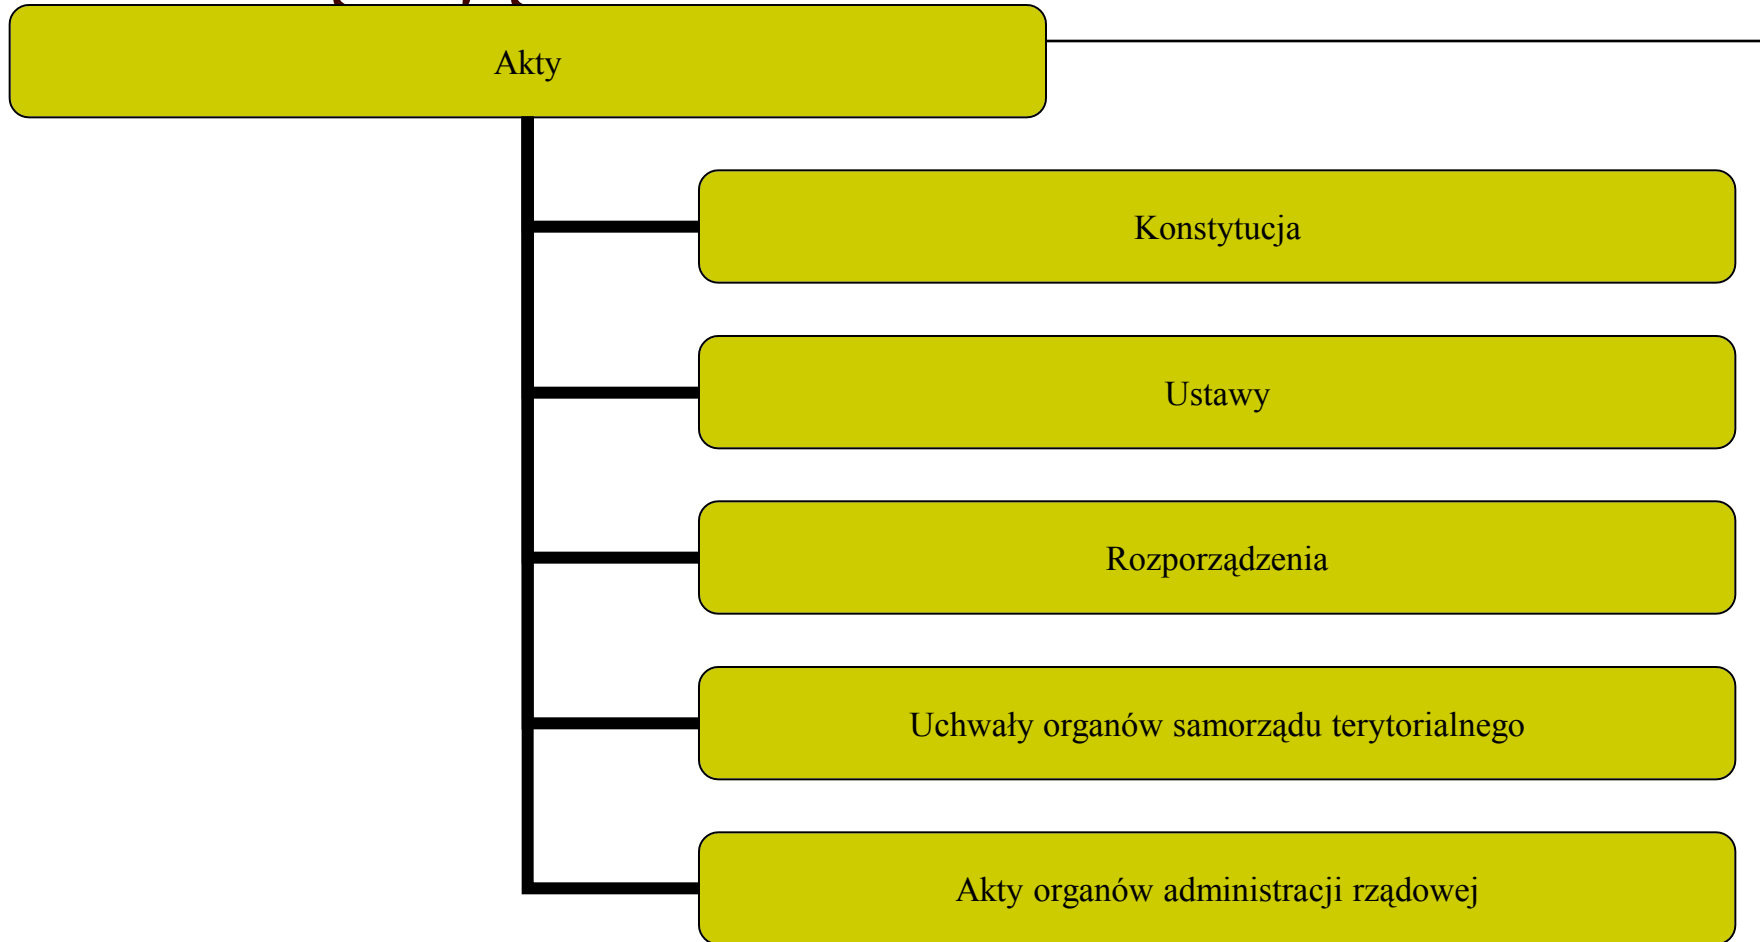 Akty
Konstytucja
Ustawy
Rozporządzenia
Uchwały organów samorządu terytorialnego
Akty organów administracji rządowej